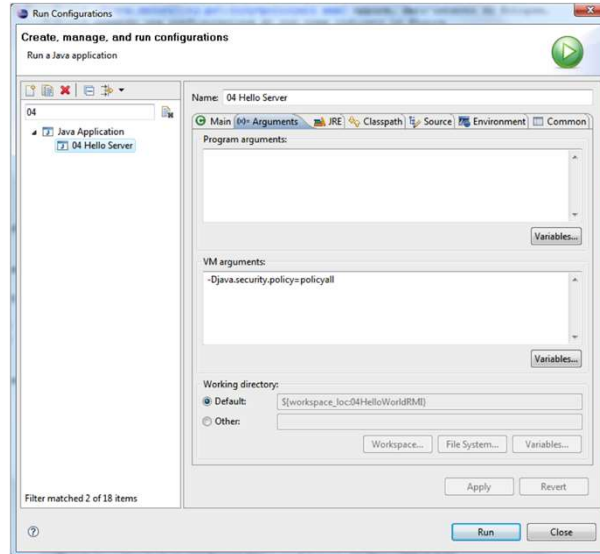 Run Configurations
Create, manage, and run configurations
Run a Java application
04
Java Application
04 Hello Server
Filter matched 2 of 18 items
Name: 04 Hello Server
Main (x)= Arguments JRE Classpath Source Environment Common
Program arguments:
Variables...
VM arguments:
-Djava.security.policy=policyall
Variables...
Working directory:
Default: ${workspace_loc:04HelloWorldRMI}
Other:
Workspace... File System... Variables...
Apply Revert
Run Close